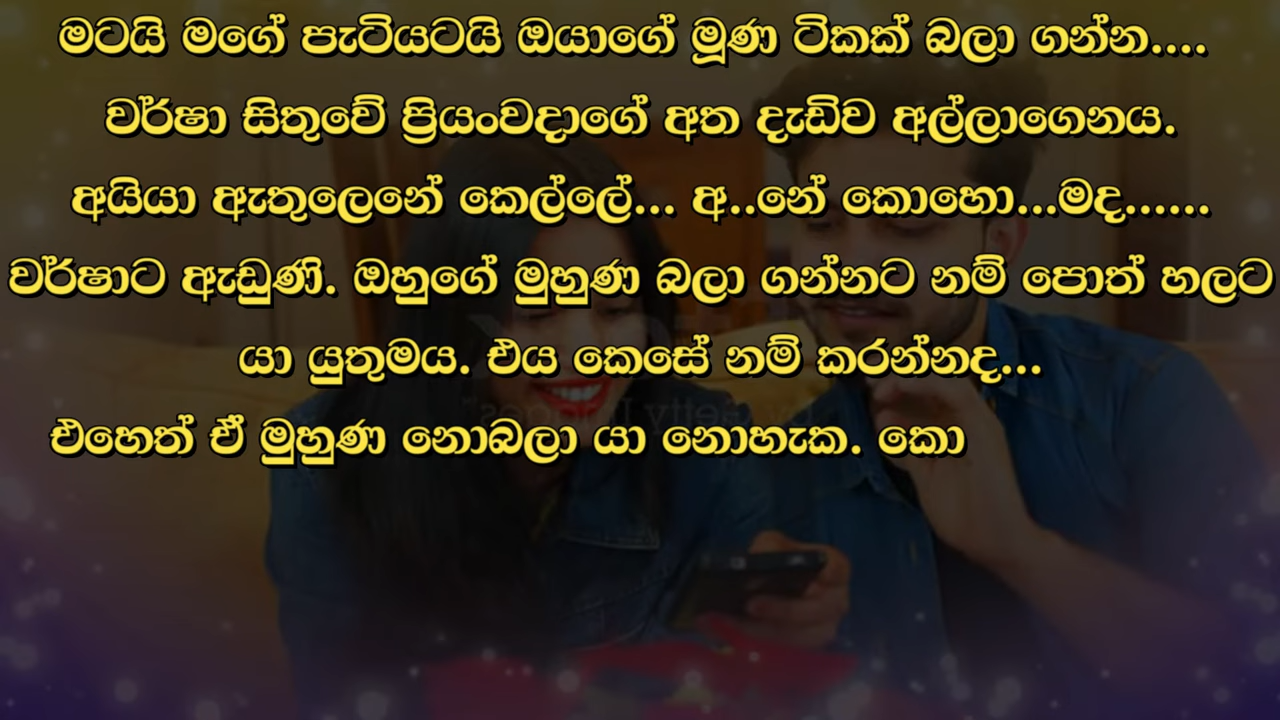 මටයි මගේ පැටියටයි ඔයාගේ මූණ ටිකක් බලා ගන්න....
වර්ෂා සිතුවේ ප්‍රියංවදාගේ අත දැඩිව අල්ලාගෙනය.
අයියා ඇතුලෙනේ කෙල්ලේ... අ..නේ කොහො...මද......
වර්ෂාට ඇඩුණි. ඔහුගේ මුහුණ බලා ගන්නට නම් පොත් හලට
යා යුතුමය. එය කෙසේ නම් කරන්නද...
එහෙත් ඒ මුහුණ නොබලා යා නොහැක. කො